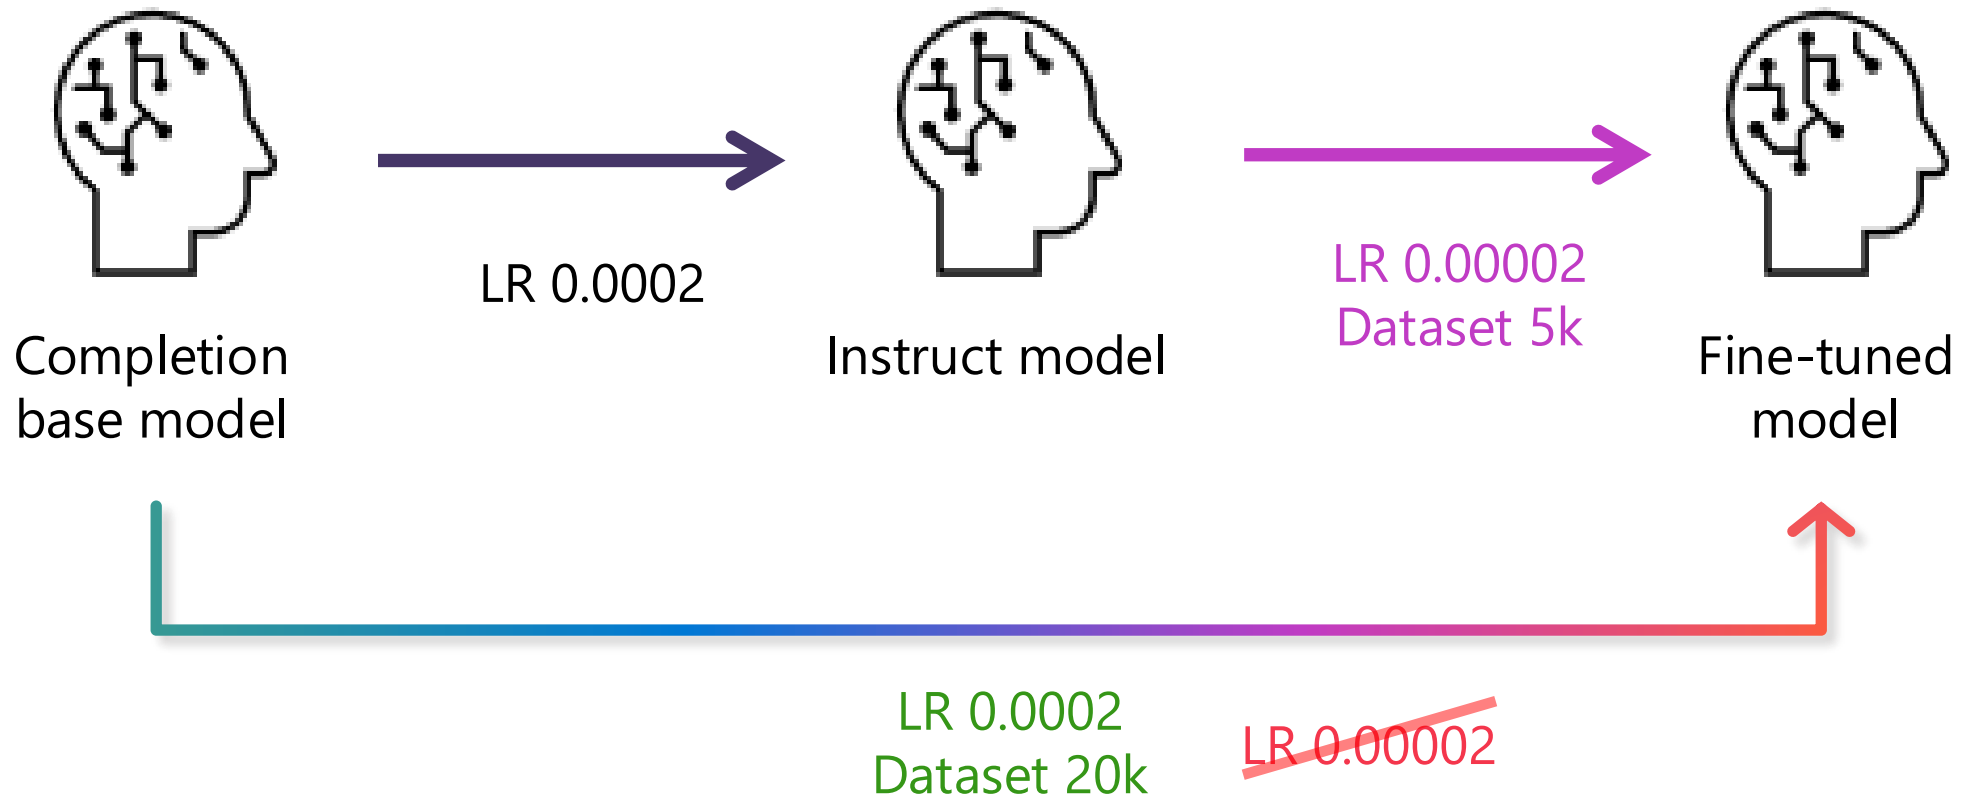 LR 0.0002
LR 0.00002
Dataset 5k
Completion
base model
Instruct model
Fine-tuned
model
LR 0.0002
Dataset 20k
LR 0.00002